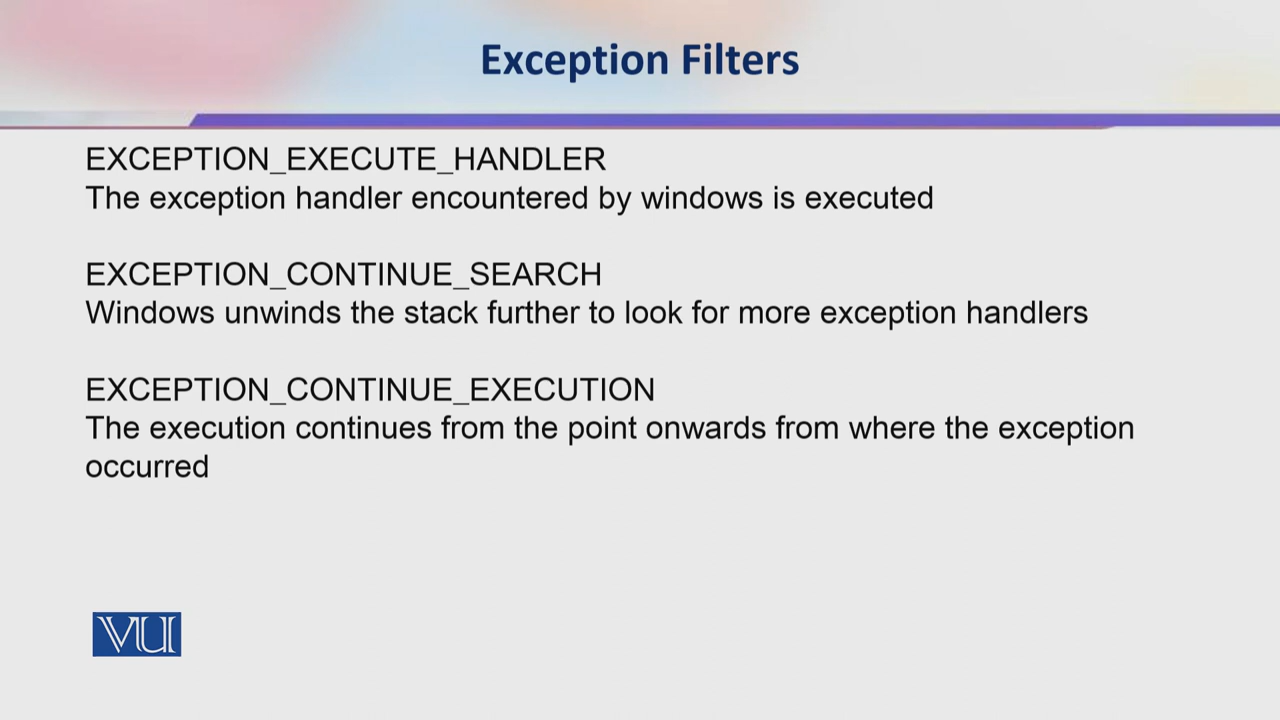 Exception Filters
EXCEPTION_EXECUTE_HANDLER
The exception handler encountered by windows is executed
EXCEPTION_CONTINUE_SEARCH
Windows unwinds the stack further to look for more exception handlers
EXCEPTION_CONTINUE_EXECUTION
The execution continues from the point onwards from where the exception
occurred
VU